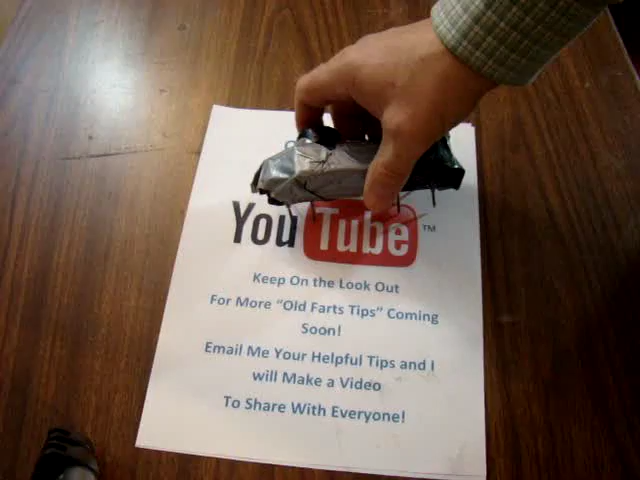 YouTube™
Keep On the Look Out
For More “Old Farts Tips” Coming
Soon!
Email Me Your Helpful Tips and I
will Make a Video
To Share With Everyone!